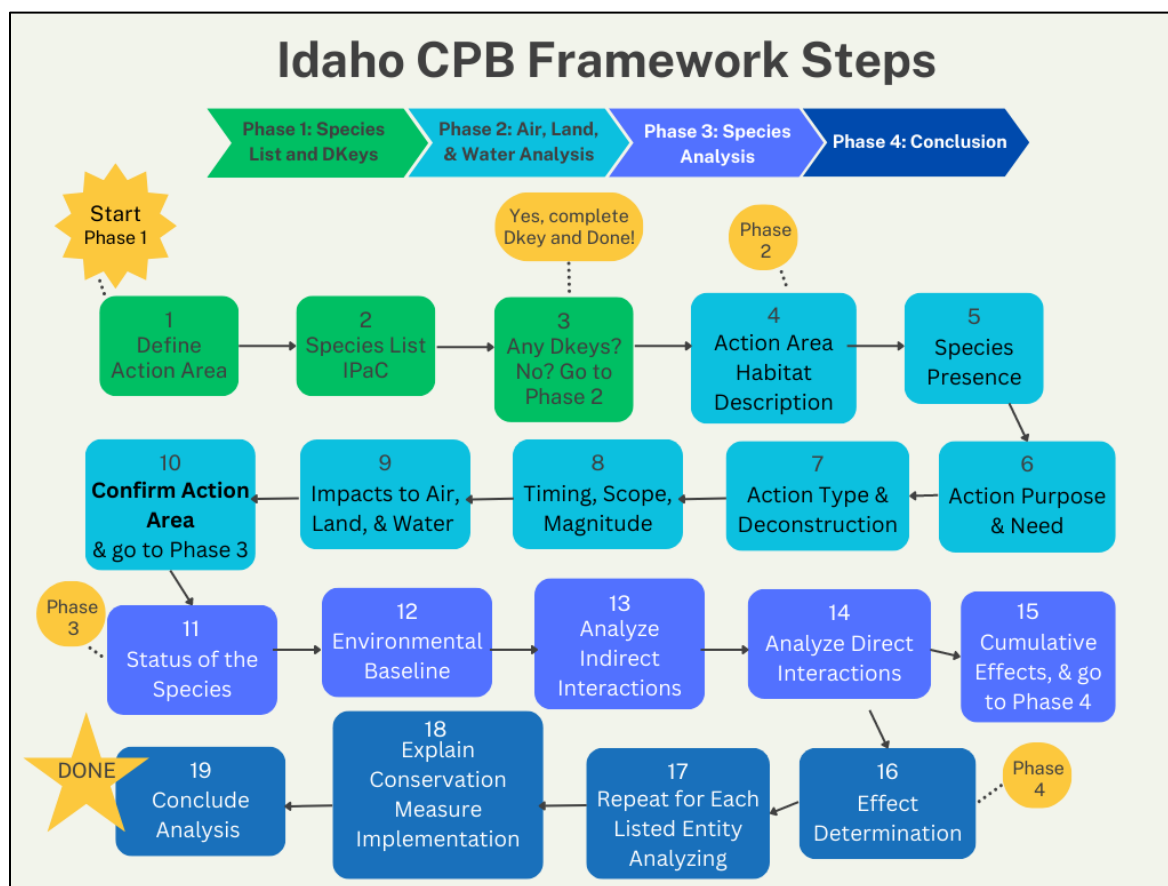 Idaho CPB Framework Steps
Phase 1: Species
List and DKeys
Phase 2: Air, Land,
& Water Analysis
Phase 3: Species
Analysis
Phase 4: Conclusion
Start
Phase 1
Yes, complete
Dkey and Done!
Phase
2
1
Define
Action Area
2
Species List
IPaC
3
Any Dkeys?
No? Go to
Phase 2
4
Action Area
Habitat
Description
5
Species
Presence
6
Action Purpose
& Need
7
Action Type &
Deconstruction
8
Timing, Scope,
Magnitude
9
Impacts to Air,
Land, & Water
10
Confirm Action
Area
& go to Phase 3
Phase
3
11
Status of the
Species
12
Environmental
Baseline
13
Analyze
Indirect
Interactions
14
Analyze Direct
Interactions
15
Cumulative
Effects, & go
to Phase 4
Phase
4
16
Effect
Determination
17
Repeat for Each
Listed Entity
Analyzing
18
Explain
Conservation
Measure
Implementation
19
Conclude
Analysis
DONE